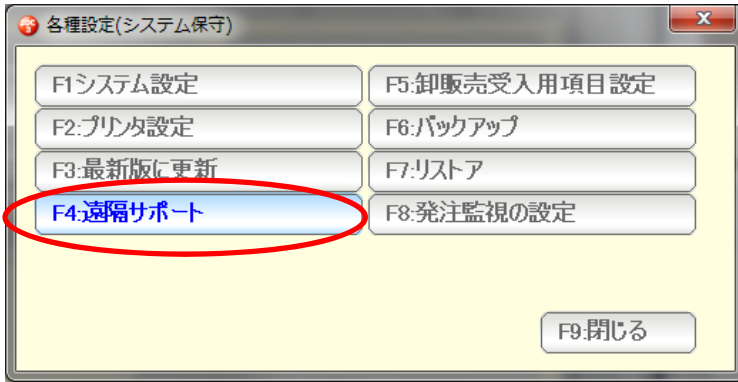 各種設定(システム保守)
F1システム設定
F5:卸販売受入用項目設定
F2:プリンタ設定
F6:バックアップ
F3:最新版に更新
F7:リストア
F4:遠隔サポート
F8:発注監視の設定
F9:閉じる